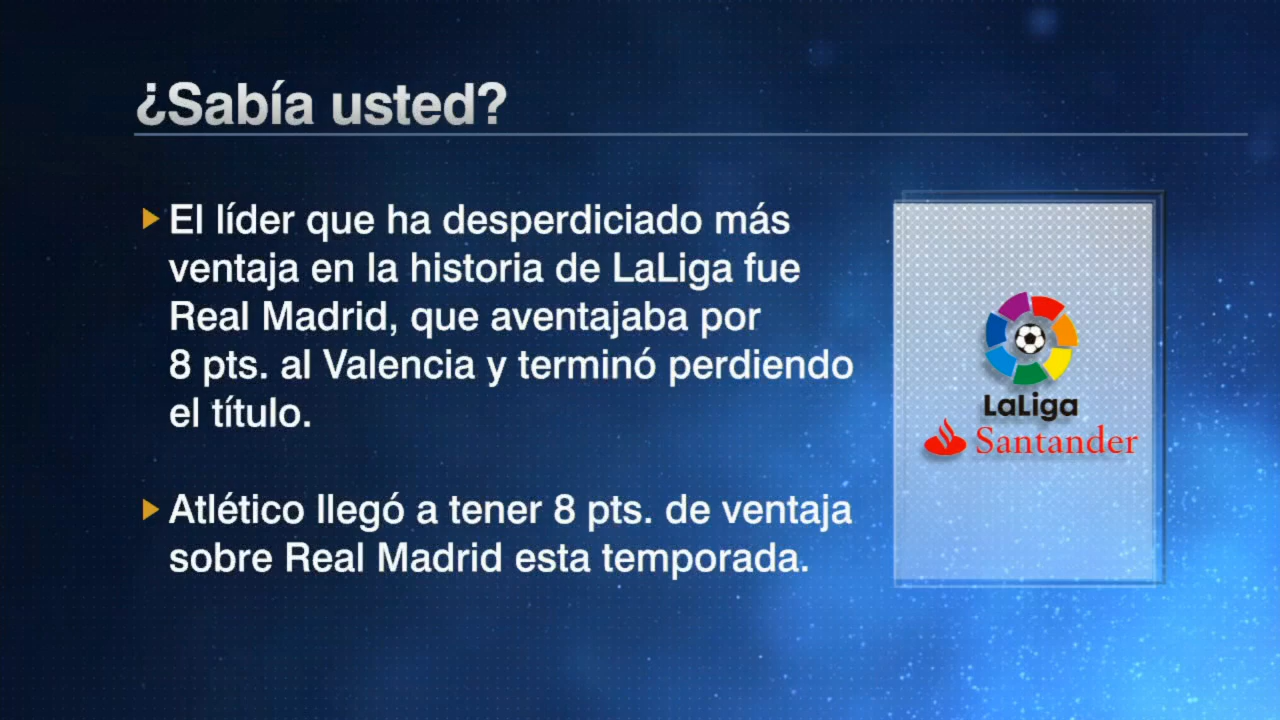 ¿Sabía usted?
El líder que ha desperdiciado más
ventaja en la historia de LaLiga fue
Real Madrid, que aventajaba por
8 pts. al Valencia y terminó perdiendo
el título.
Atlético llegó a tener 8 pts. de ventaja
sobre Real Madrid esta temporada.
LaLiga
Santander